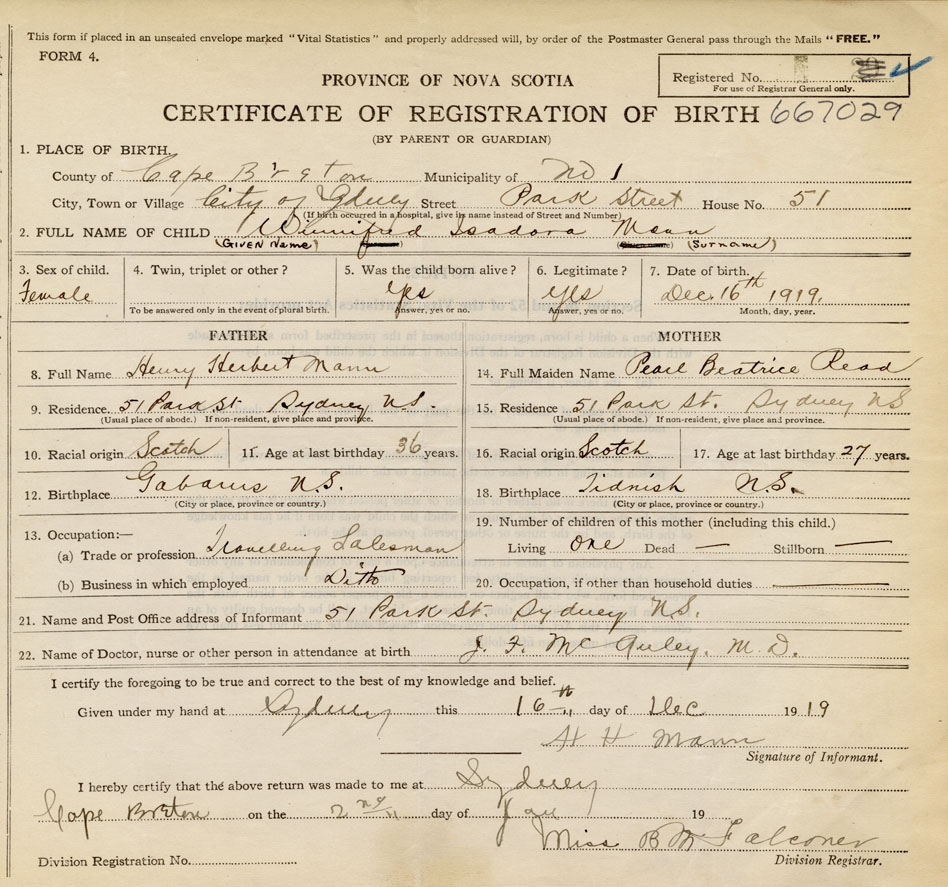 This form if placed in an unsealed envelope marked "Vital Statistics" and properly addressed will, by order of the Postmaster General pass through the Mails "FREE."
FORM 4.
Registered No.
For use of Registrar General only.
PROVINCE OF NOVA SCOTIA
CERTIFICATE OF REGISTRATION OF BIRTH 667029
(BY PARENT OR GUARDIAN)
1. PLACE OF BIRTH.
County of Cape Breton Municipality of No 1
City, Town or Village City of Sydney Street Park Street House No. 51
(If birth occurred in a hospital, give its name instead of Street and Number)
2. FULL NAME OF CHILD Winnifred Isadora Mann
(GIVEN Name) (Surname)
3. Sex of child. 4. Twin, triplet or other? 5. Was the child born alive? 6. Legitimate? 7. Date of birth.
Female yes yes Dec. 16th 1919.
To be answered only in the event of plural birth. Answer, yes or no. Answer, yes or no. Month, day, year.
FATHER
8. Full Name Henry Herbert Mann
9. Residence. 51 Park St Sydney N.S.
(Usual place of abode.) If non-resident, give place and province.
10. Racial origin Scotch 11. Age at last birthday 36 years.
12. Birthplace Gabarus N.S.
(City or place, province or country.)
13. Occupation:—
(a) Trade or profession Travelling Salesman
(b) Business in which employed Ditto
MOTHER
14. Full Maiden Name Pearl Beatrice Read
15. Residence 51 Park St. Sydney NS
(Usual place of abode.) If non-resident, give place and province.
16. Racial origin Scotch 17. Age at last birthday 27 years.
18. Birthplace Tidnish N.S.
(City or place, province or country.)
19. Number of children of this mother (including this child.)
Living one Dead — Stillborn —
20. Occupation, if other than household duties —
21. Name and Post Office address of Informant 51 Park St. Sydney N.S.
22. Name of Doctor, nurse or other person in attendance at birth J. F. McAuley. M.D.
I certify the foregoing to be true and correct to the best of my knowledge and belief.
Given under my hand at Sydney this 16th day of Dec 1919
H H Mann
Signature of Informant.
I hereby certify that the above return was made to me at Sydney
Cape Breton on the 2nd day of Jan 19
Miss B M Falconer
Division Registrar.
Division Registration No.